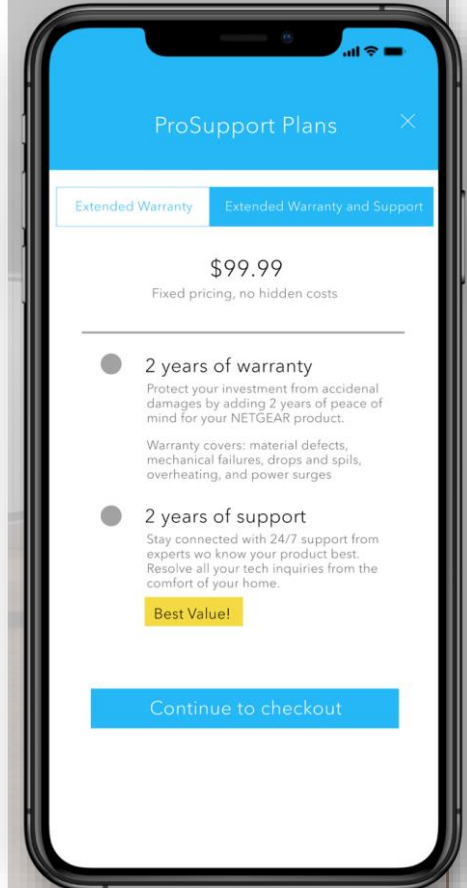 ProSupport Plans
Extended Warranty
Extended Warranty and Support
$99.99
Fixed pricing, no hidden costs
2 years of warranty
Protect your investment from accidenal
damages by adding 2 years of peace of
mind for your NETGEAR product.
Warranty covers: material defects,
mechanical failures, drops and spils,
overheating, and power surges
2 years of support
Stay connected with 24/7 support from
experts wo know your product best.
Resolve all your tech inquiries from the
comfort of your home.
Best Value!
Continue to checkout